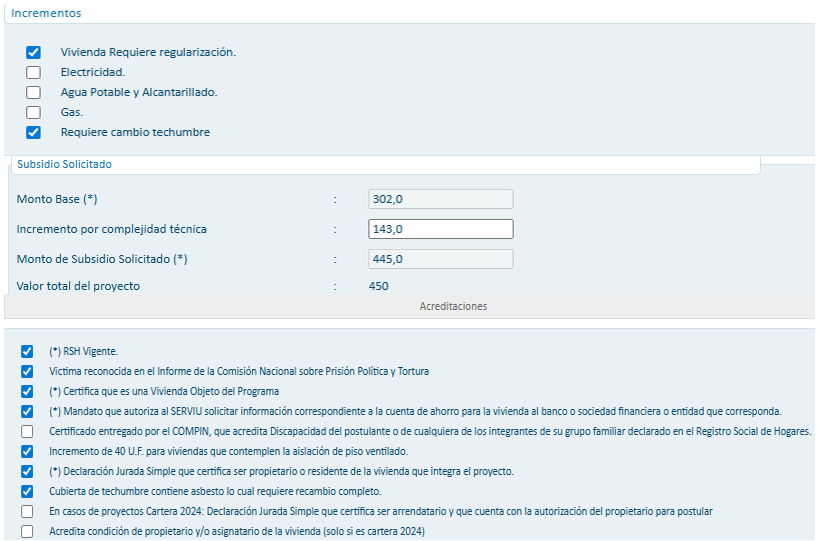 Incrementos
Vivienda Requiere regularización.
Electricidad.
Agua Potable y Alcantarillado.
Gas.
Requiere cambio techumbre
Subsidio Solicitado
Monto Base (*) : 302,0
Incremento por complejidad técnica : 143,0
Monto de Subsidio Solicitado (*) : 445,0
Valor total del proyecto : 450
Acreditaciones
(*) RSH Vigente.
Victima reconocida en el Informe de la Comisión Nacional sobre Prisión Política y Tortura
(*) Certifica que es una Vivienda Objeto del Programa
(*) Mandato que autoriza al SERVIU solicitar información correspondiente a la cuenta de ahorro para la vivienda al banco o sociedad financiera o entidad que corresponda.
Certificado entregado por el COMPIN, que acredita Discapacidad del postulante o de cualquiera de los integrantes de su grupo familiar declarado en el Registro Social de Hogares.
Incremento de 40 U.F. para viviendas que contemplen la aislación de piso ventilado.
(*) Declaración Jurada Simple que certifica ser propietario o residente de la vivienda que integra el proyecto.
Cubierta de techumbre contiene asbesto lo cual requiere recambio completo.
En casos de proyectos Cartera 2024: Declaración Jurada Simple que certifica ser arrendatario y que cuenta con la autorización del propietario para postular
Acredita condición de propietario y/o asignatario de la vivienda (solo si es cartera 2024)